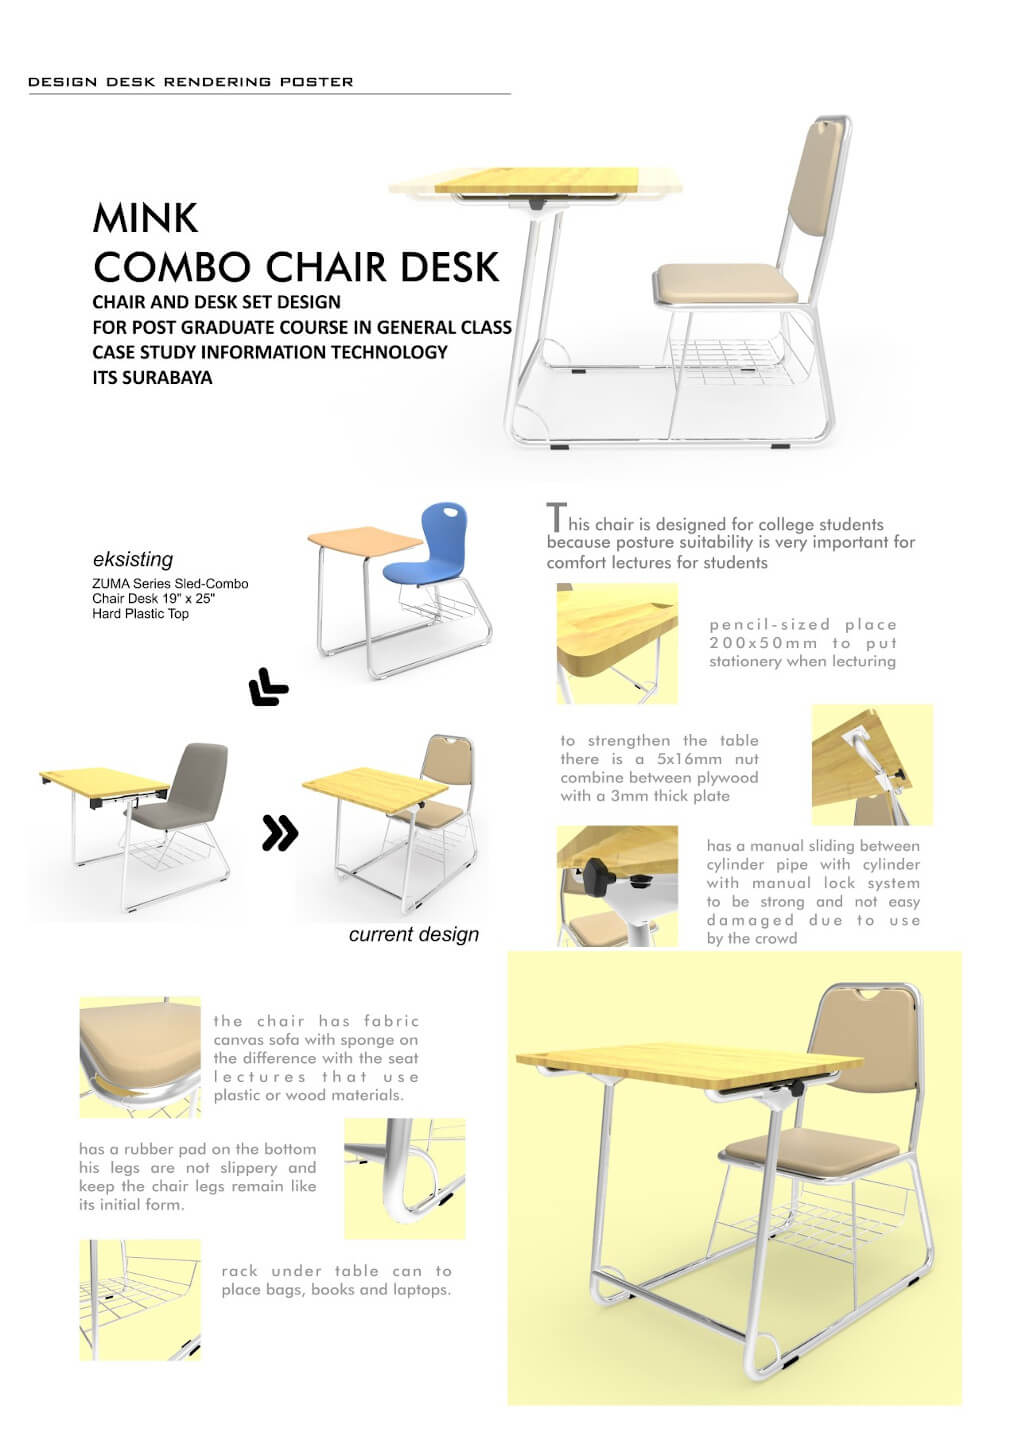 DESIGN DESK RENDERING POSTER
MINK
COMBO CHAIR DESK
CHAIR AND DESK SET DESIGN
FOR POST GRADUATE COURSE IN GENERAL CLASS
CASE STUDY INFORMATION TECHNOLOGY
ITS SURABAYA
eksisting
ZUMA Series Sled-Combo
Chair Desk 19" x 25"
Hard Plastic Top
current design
This chair is designed for college students
because posture suitability is very important for
comfort lectures for students
pencil-sized place
200x50mm to put
stationery when lecturing
to strengthen the table
there is a 5x16mm nut
combine between plywood
with a 3mm thick plate
has a manual sliding between
cylinder pipe with cylinder
with manual lock system
to be strong and not easy
damaged due to use
by the crowd
the chair has fabric
canvas sofa with sponge on
the difference with the seat
lectures that use
plastic or wood materials.
has a rubber pad on the bottom
his legs are not slippery and
keep the chair legs remain like
its initial form.
rack under table can to
place bags, books and laptops.